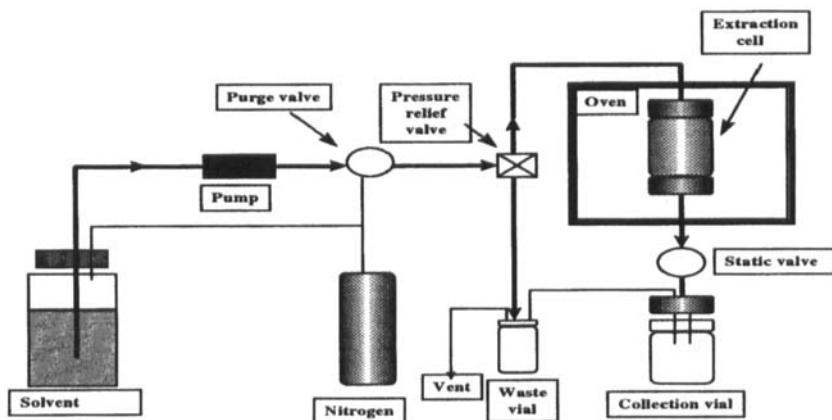 Extraction
cell
Purge valve
Pressure
relief
valve
Oven
Pump
Static valve
Solvent
Nitrogen
Vent
Waste
vial
Collection vial